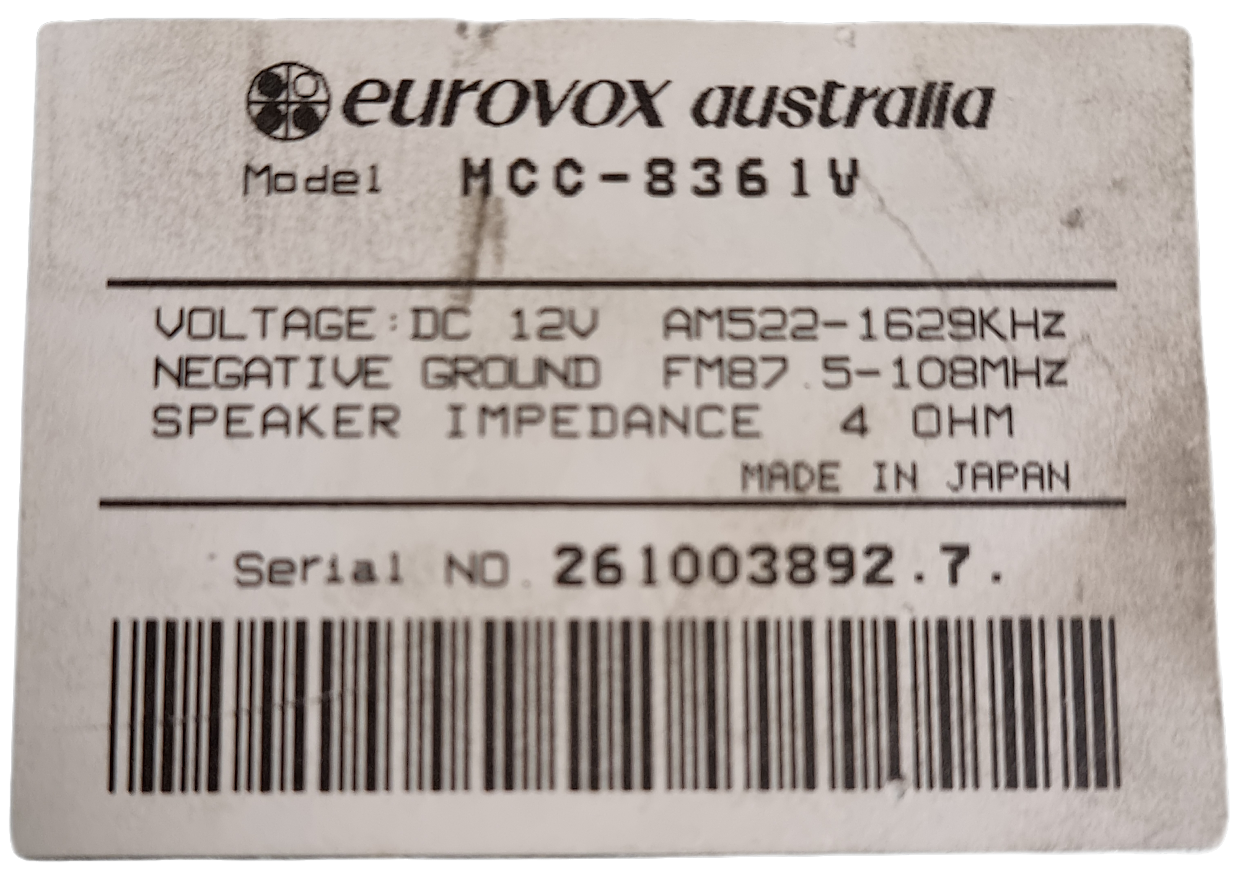 eurovox australia
Model MCC-8361V
VOLTAGE:DC 12V AM522-1629KHz
NEGATIVE GROUND FM87.5-108MHz
SPEAKER IMPEDANCE 4 OHM
MADE IN JAPAN
Serial NO. 261003892.7.